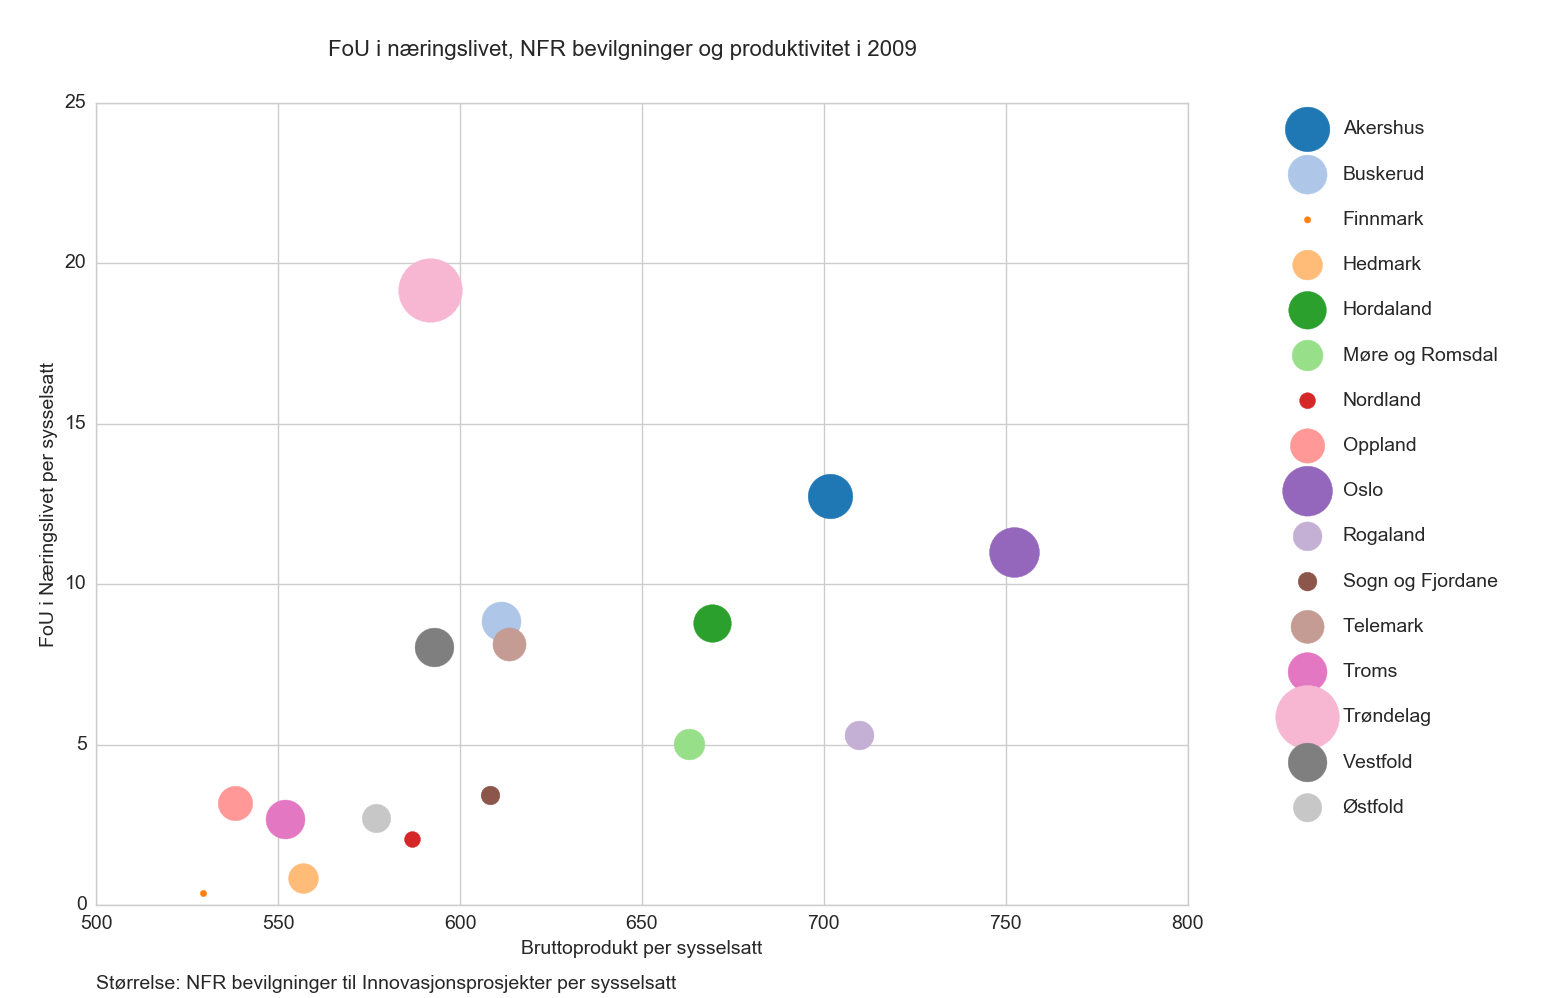 FoU i næringslivet, NFR bevilgninger og produktivitet i 2009
25
20
15
10
5
0
FoU i Næringslivet per sysselsatt
500 550 600 650 700 750 800
Bruttoprodukt per sysselsatt
Størrelse: NFR bevilgninger til Innovasjonsprosjekter per sysselsatt
Akershus
Buskerud
Finnmark
Hedmark
Hordaland
Møre og Romsdal
Nordland
Oppland
Oslo
Rogaland
Sogn og Fjordane
Telemark
Troms
Trøndelag
Vestfold
Østfold